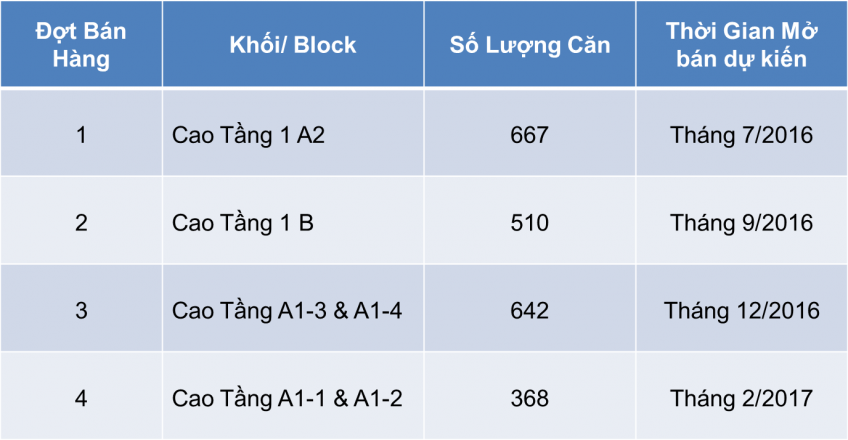 Đợt Bán
Hàng
Khối/ Block
Số Lượng Căn
Thời Gian Mở
bán dự kiến
1
Cao Tầng 1 A2
667
Tháng 7/2016
2
Cao Tầng 1 B
510
Tháng 9/2016
3
Cao Tầng A1-3 & A1-4
642
Tháng 12/2016
4
Cao Tầng A1-1 & A1-2
368
Tháng 2/2017